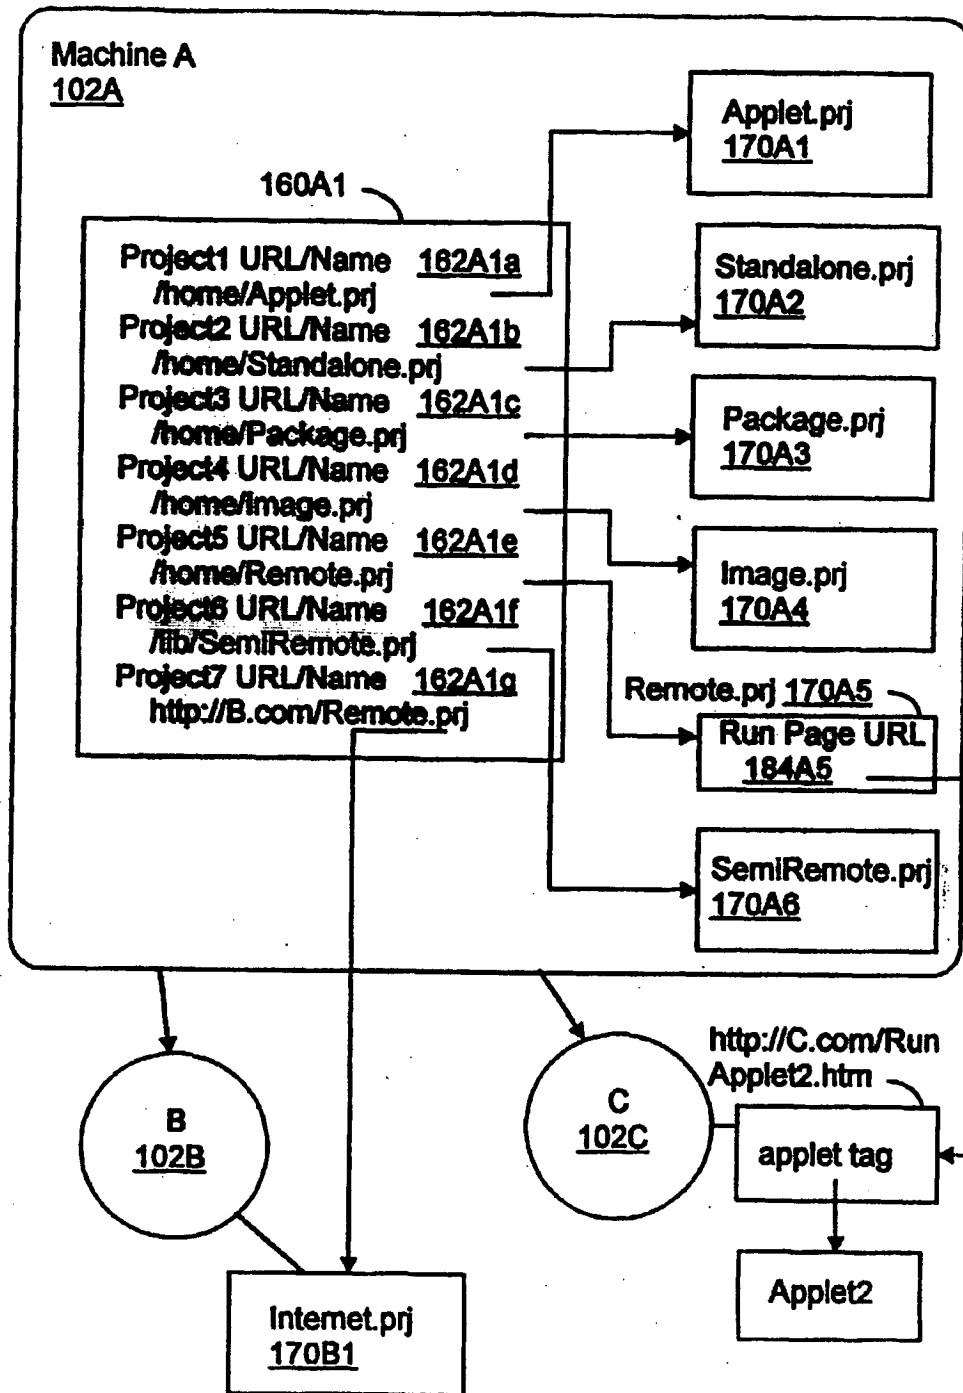 Machine A
102A
160A1
Project1 URL/Name 162A1a
/home/Applet.prj
Project2 URL/Name 162A1b
/home/Standalone.prj
Project3 URL/Name 162A1c
/home/Package.prj
Project4 URL/Name 162A1d
/home/Image.prj
Project5 URL/Name 162A1e
/home/Remote.prj
Project6 URL/Name 162A1f
/lib/SemiRemote.prj
Project7 URL/Name 162A1g
http://B.com/Remote.prj
Applet.prj
170A1
Standalone.prj
170A2
Package.prj
170A3
Image.prj
170A4
Remote.prj 170A5
Run Page URL
184A5
SemiRemote.prj
170A6
B
102B
C
102C
http://C.com/Run
Applet2.htm
applet tag
Applet2
Internet.prj
170B1